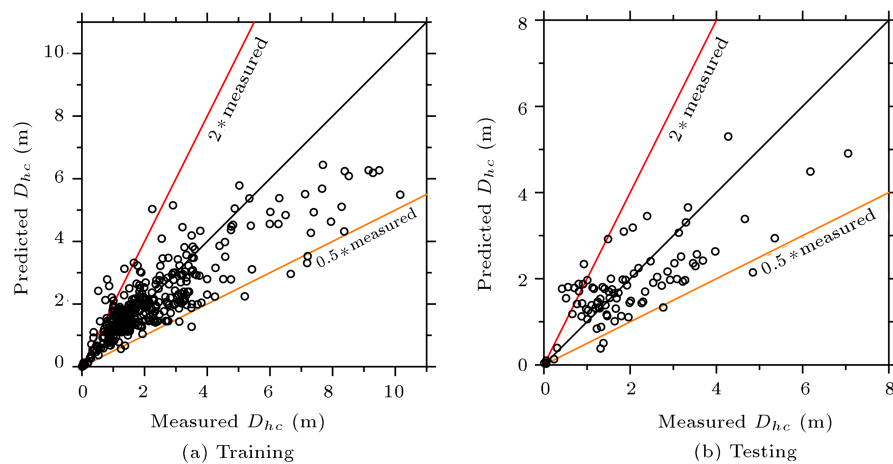 10
8
6
4
2
0
0 2 4 6 8 10
Predicted D_hc (m)
Measured D_hc (m)
2 * measured
0.5 * measured
(a) Training
8
6
4
2
0
0 2 4 6 8
Predicted D_hc (m)
Measured D_hc (m)
2 * measured
0.5 * measured
(b) Testing